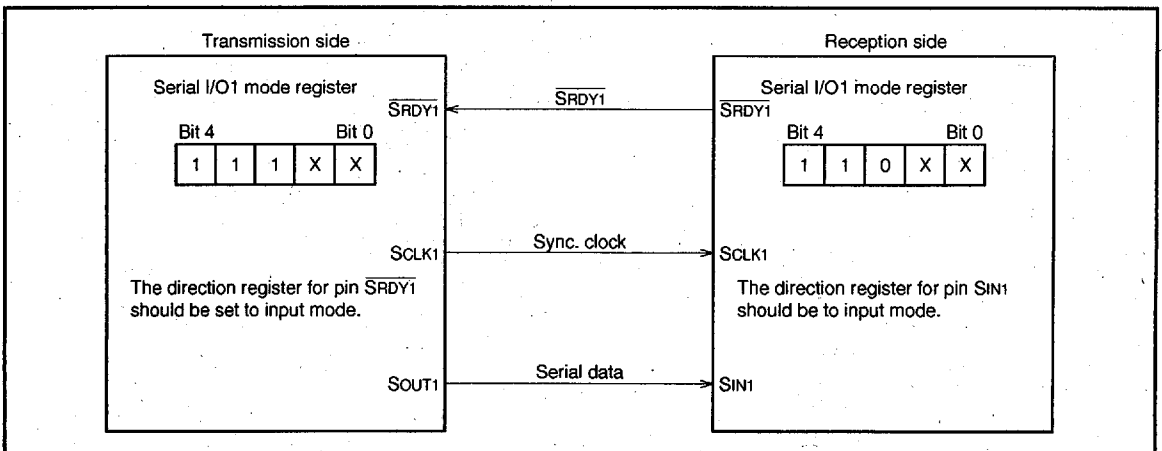 Transmission side
Serial I/O1 mode register
SRDY1
Bit 4 Bit 0
1 1 1 X X
SCLK1
The direction register for pin SRDY1
should be set to input mode.
SOUT1
SRDY1
Sync. clock
Serial data
Reception side
Serial I/O1 mode register
SRDY1
Bit 4 Bit 0
1 1 0 X X
SCLK1
The direction register for pin SIN1
should be to input mode.
SIN1